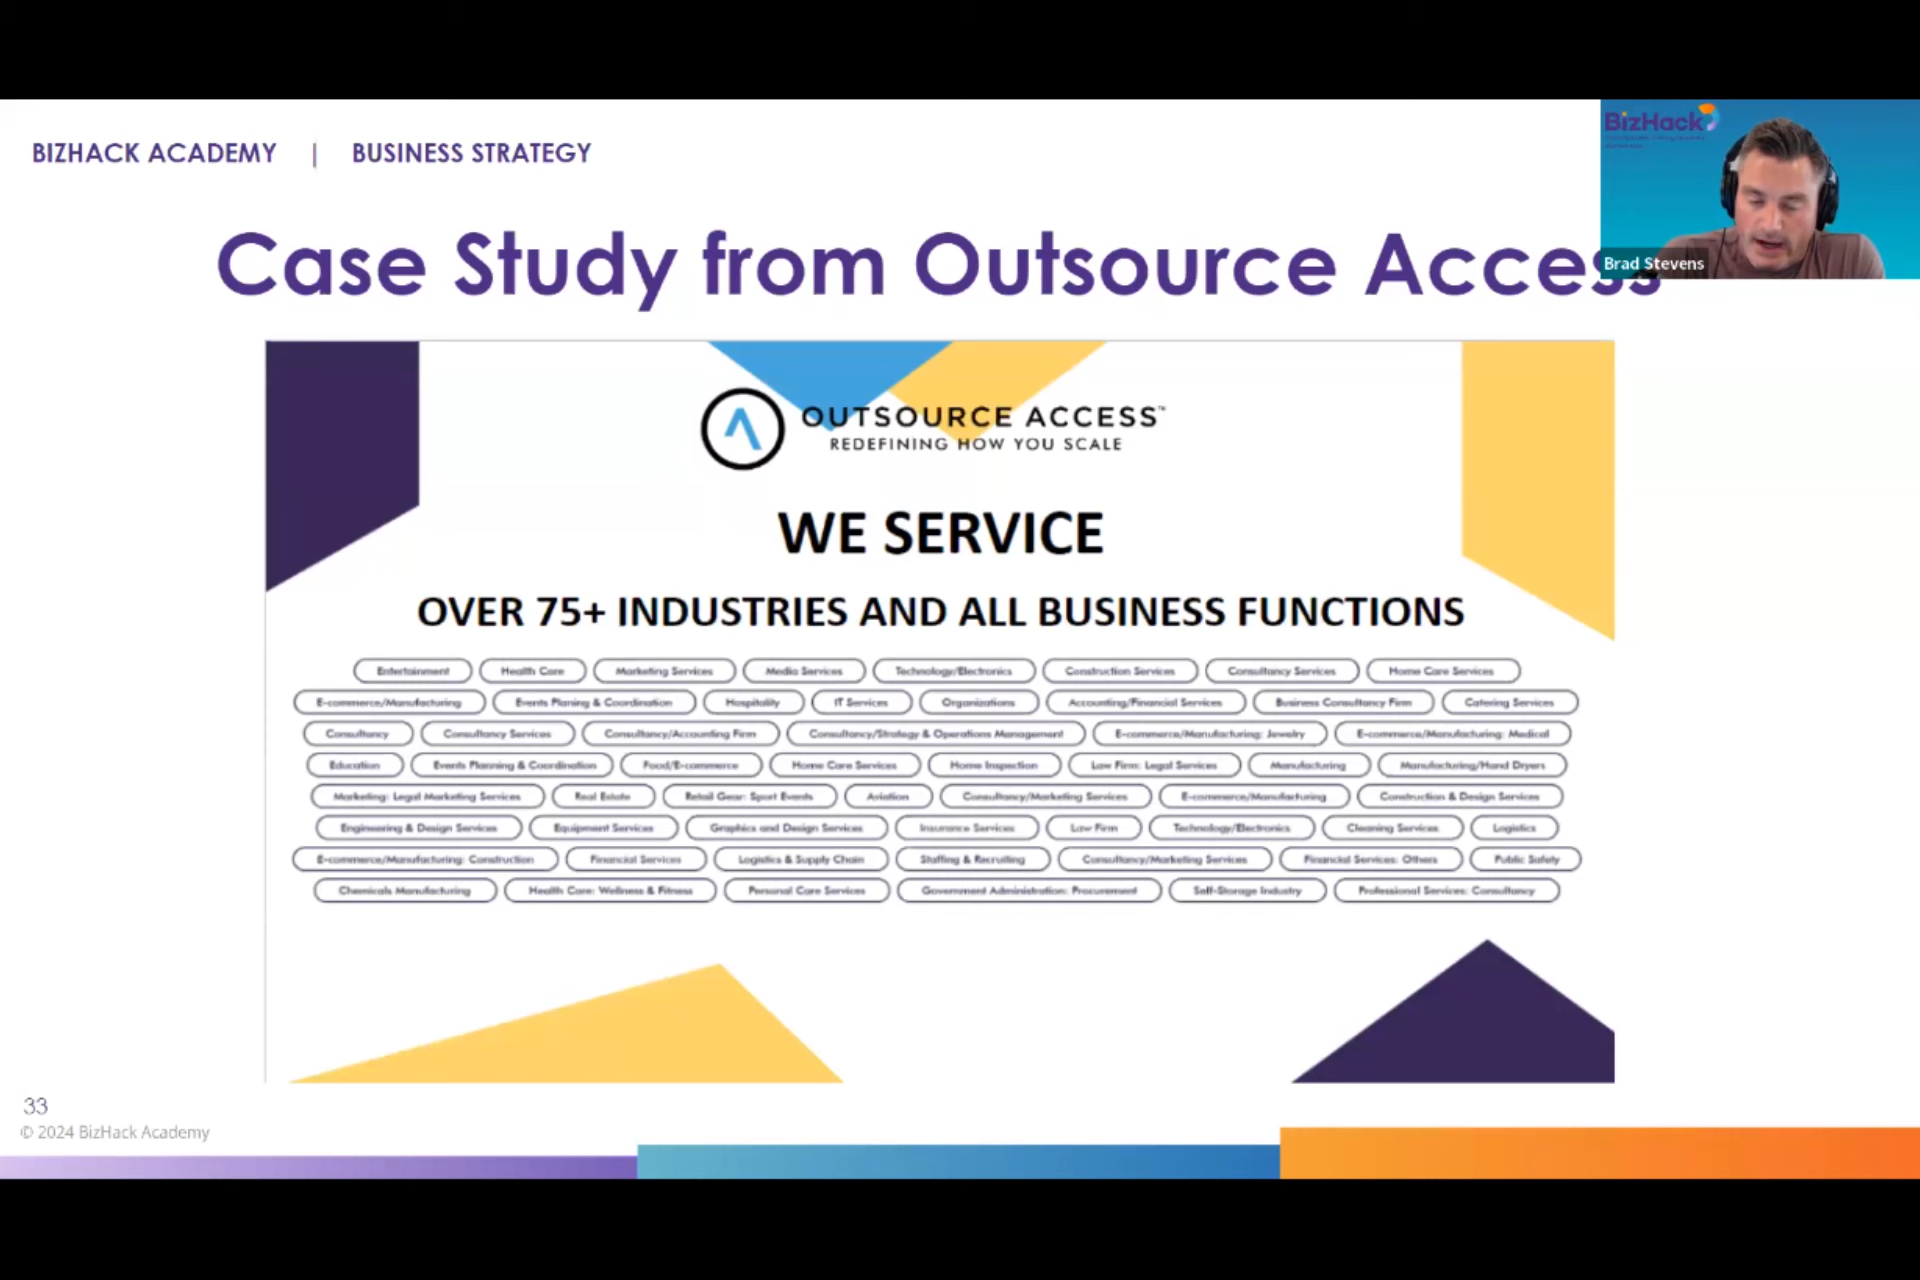 BIZHACK ACADEMY | BUSINESS STRATEGY
BizHack
Brad Stevens
Case Study from Outsource Access
OUTSOURCE ACCESS™
REDEFINING HOW YOU SCALE
WE SERVICE
OVER 75+ INDUSTRIES AND ALL BUSINESS FUNCTIONS
Entertainment Health Care Marketing Services Media Services Technology/Electronics Construction Services Consultancy Services Home Care Services
E-commerce/Manufacturing Events Planing & Coordination Hospitality IT Services Organizations Accounting/Financial Services Business Consultancy Firm Catering Services
Consultancy Consultancy Services Consultancy/Accounting Firm Consultancy/Strategy & Operations Management E-commerce/Manufacturing: Jewelry E-commerce/Manufacturing: Medical
Education Events Planning & Coordination Food/E-commerce Home Care Services Home Inspection Law Firm: Legal Services Manufacturing Manufacturing/Hand Dryers
Marketing: Legal Marketing Services Real Estate Retail Gear: Sport Events Aviation Consultancy/Marketing Services E-commerce/Manufacturing Construction & Design Services
Engineering & Design Services Equipment Services Graphics and Design Services Insurance Services Law Firm Technology/Electronics Cleaning Services Logistics
E-commerce/Manufacturing: Construction Financial Services Logistics & Supply Chain Staffing & Recruiting Consultancy/Marketing Services Financial Services: Others Public Safety
Chemicals Manufacturing Health Care: Wellness & Fitness Personal Care Services Government Administration: Procurement Self-Storage Industry Professional Services: Consultancy
33
© 2024 BizHack Academy